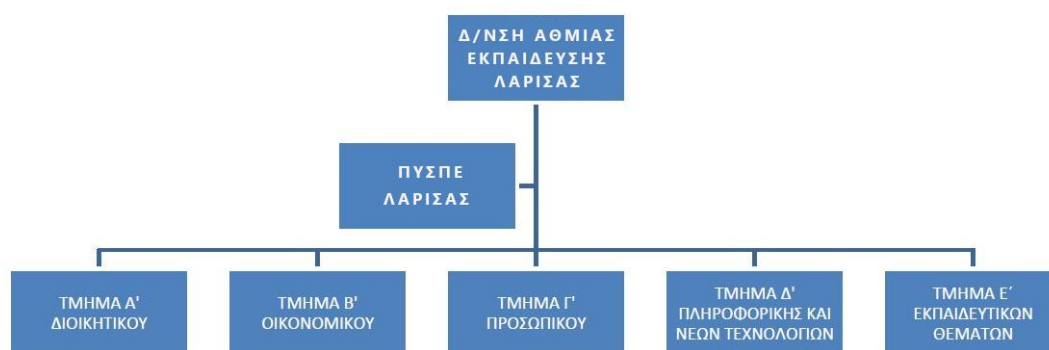 Δ/ΝΣΗ ΑΘΜΙΑΣ
ΕΚΠΑΙΔΕΥΣΗΣ
ΛΑΡΙΣΑΣ
ΠΥΣΠΕ
ΛΑΡΙΣΑΣ
ΤΜΗΜΑ Α'
ΔΙΟΙΚΗΤΙΚΟΥ
ΤΜΗΜΑ Β'
ΟΙΚΟΝΟΜΙΚΟΥ
ΤΜΗΜΑ Γ'
ΠΡΟΣΩΠΙΚΟΥ
ΤΜΗΜΑ Δ'
ΠΛΗΡΟΦΟΡΙΚΗΣ ΚΑΙ
ΝΕΩΝ ΤΕΧΝΟΛΟΓΙΩΝ
ΤΜΗΜΑ Ε΄
ΕΚΠΑΙΔΕΥΤΙΚΩΝ
ΘΕΜΑΤΩΝ